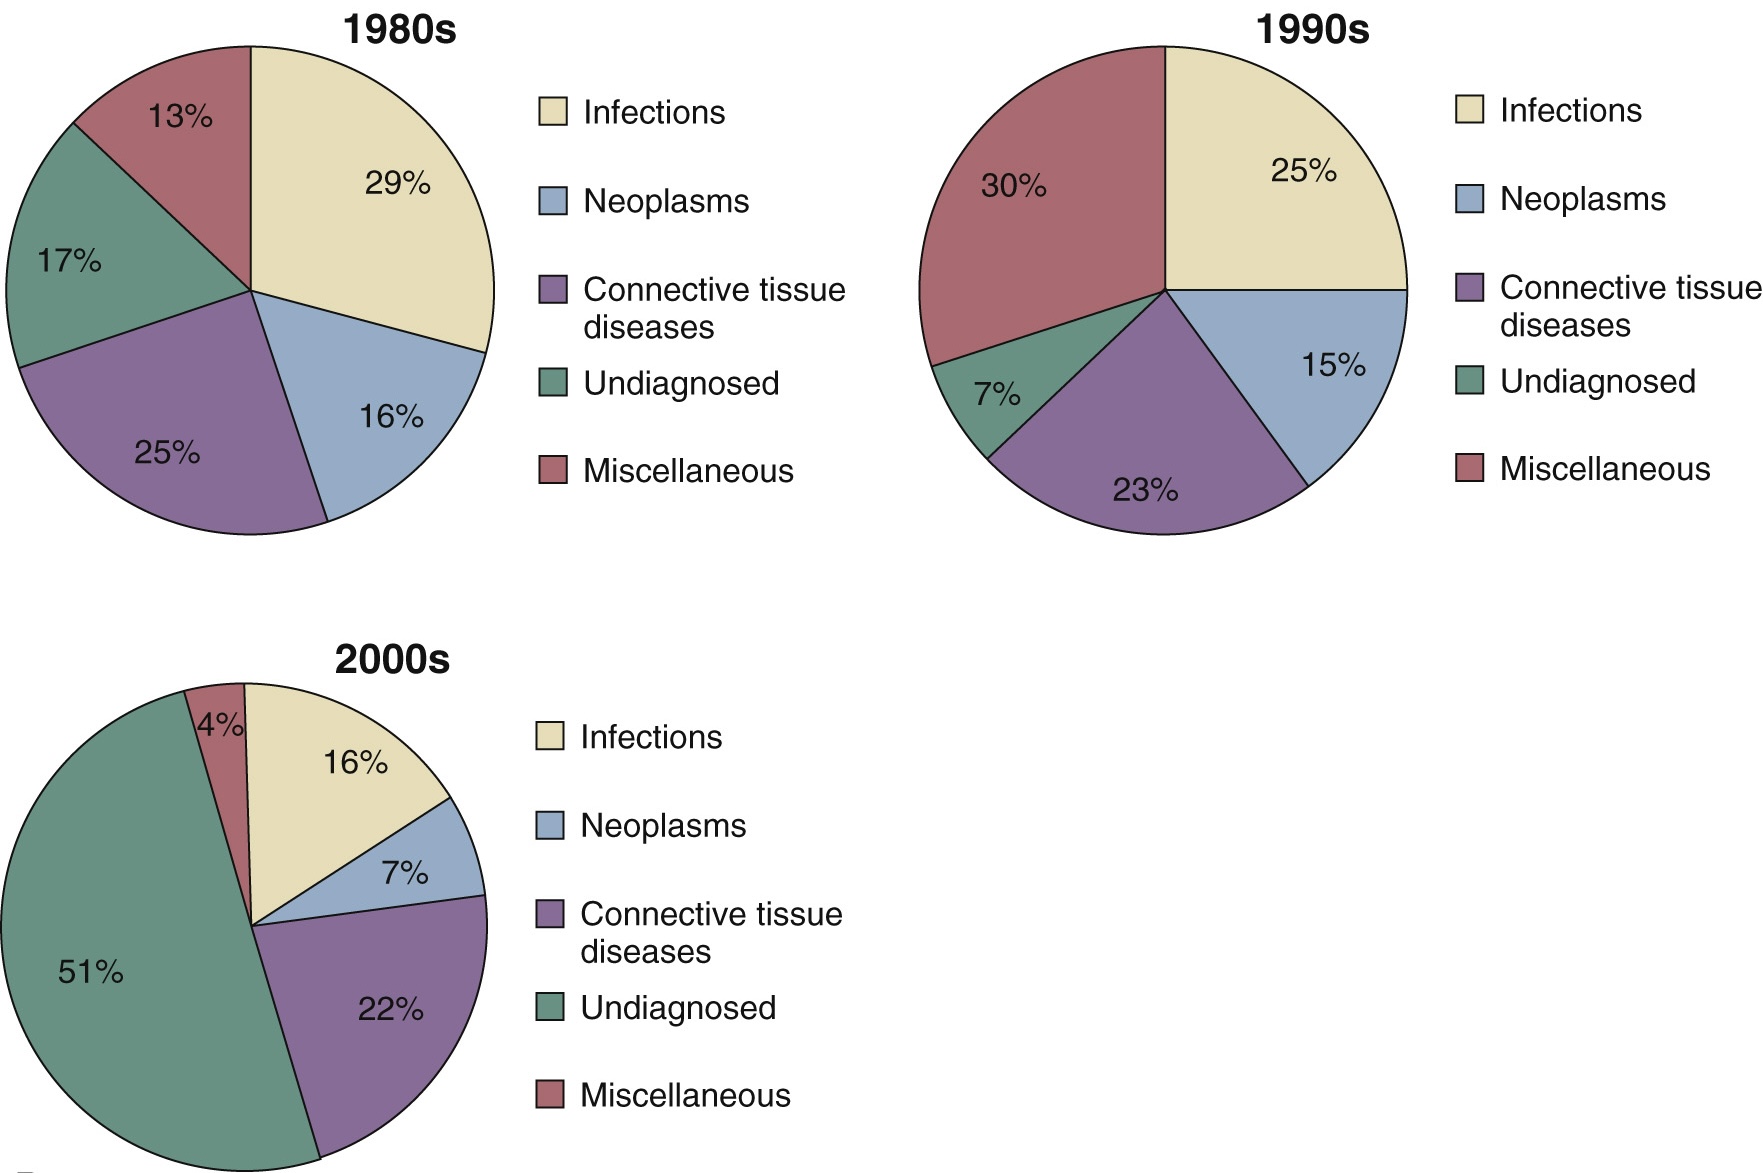 1980s
13%
29%
17%
16%
25%
Infections
Neoplasms
Connective tissue
diseases
Undiagnosed
Miscellaneous
1990s
25%
30%
15%
7%
23%
Infections
Neoplasms
Connective tissue
diseases
Undiagnosed
Miscellaneous
2000s
4%
16%
7%
51%
22%
Infections
Neoplasms
Connective tissue
diseases
Undiagnosed
Miscellaneous